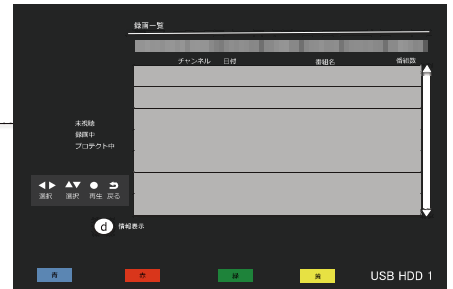 録画一覧
チャンネル 日付 番組名 番組数
未視聴
録画中
プロテクト中
選択 選択 再生 戻る
d 情報表示
青 赤 緑 黄 USB HDD 1